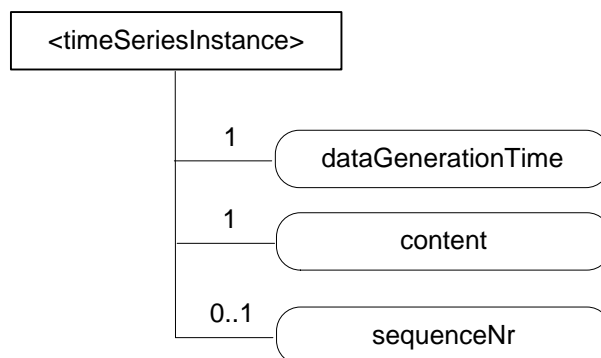 <timeSeriesInstance>
1
dataGenerationTime
1
content
0..1
sequenceNr